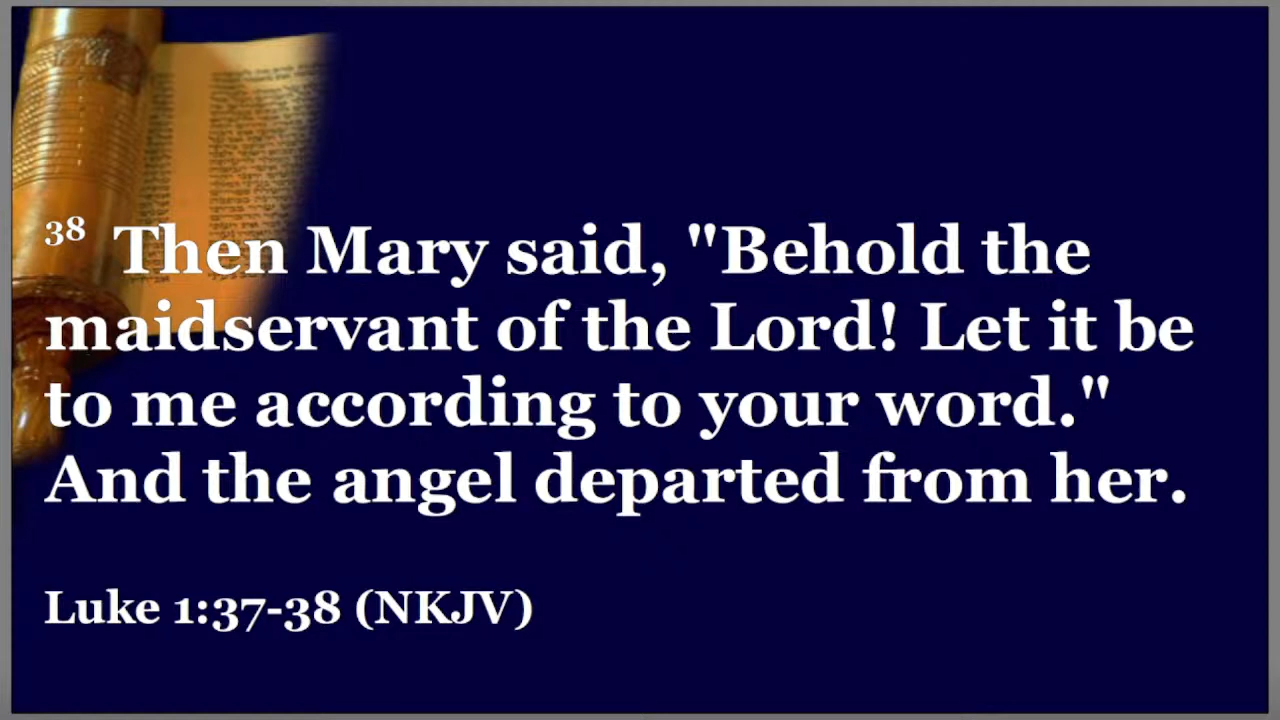 38 Then Mary said, "Behold the
maidservant of the Lord! Let it be
to me according to your word."
And the angel departed from her.
Luke 1:37-38 (NKJV)